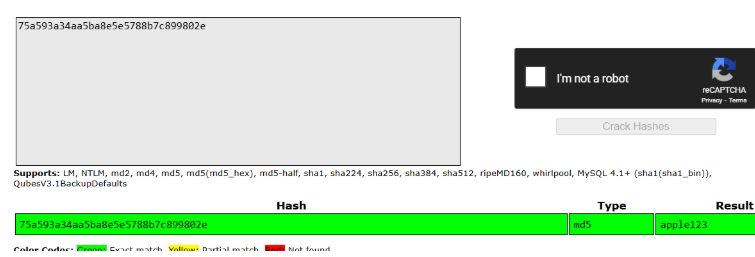 75a593a34aa5ba8e5e5788b7c899802e
I'm not a robot
reCAPTCHA
Privacy - Terms
Crack Hashes
Supports: LM, NTLM, md2, md4, md5, md5(md5_hex), md5-half, sha1, sha224, sha256, sha384, sha512, ripeMD160, whirlpool, MySQL 4.1+ (sha1(sha1_bin)),
QubesV3.1BackupDefaults
Hash Type Result
75a593a34aa5ba8e5e5788b7c899802e md5 apple123
Color Codes: Green: Exact match, Yellow: Partial match, Red: Not found